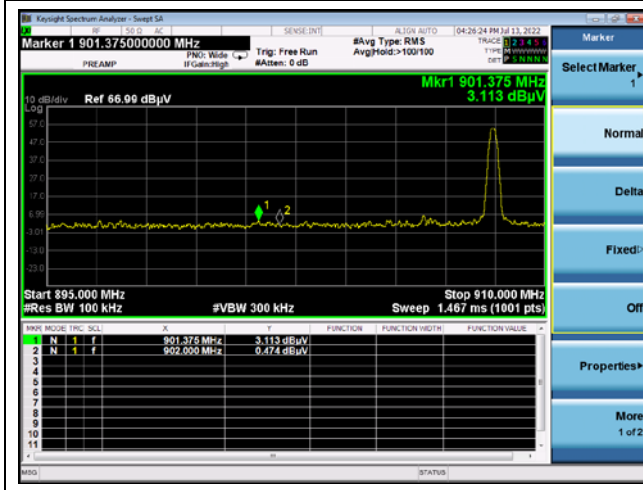 Keysight Spectrum Analyzer - Swept SA
RF 50 Ω AC SENSE:INT ALIGN AUTO 04:26:24 PM Jul 13, 2022
Marker 1 901.375000000 MHz
PREAMP
PNO: Wide
IFGain:High
Trig: Free Run
#Atten: 0 dB
#Avg Type: RMS
Avg|Hold:>100/100
TRACE 1 2 3 4 5 6
TYPE M W W W W W
DET P S N N N N
Mkr1 901.375 MHz
3.113 dBµV
10 dB/div Ref 66.99 dBµV
Log
57.0
47.0
37.0
27.0
17.0
6.99
-3.01
-13.0
-23.0
1
2
Start 895.000 MHz
Stop 910.000 MHz
#Res BW 100 kHz
#VBW 300 kHz
Sweep 1.467 ms (1001 pts)
MKR MODE TRC SCL X Y FUNCTION FUNCTION WIDTH FUNCTION VALUE
1 N 1 f 901.375 MHz 3.113 dBµV
2 N 1 f 902.000 MHz 0.474 dBµV
3
4
5
6
7
8
9
10
11
MSG
STATUS
Marker
Select Marker
1
Normal
Delta
Fixed
Off
Properties
More
1 of 2